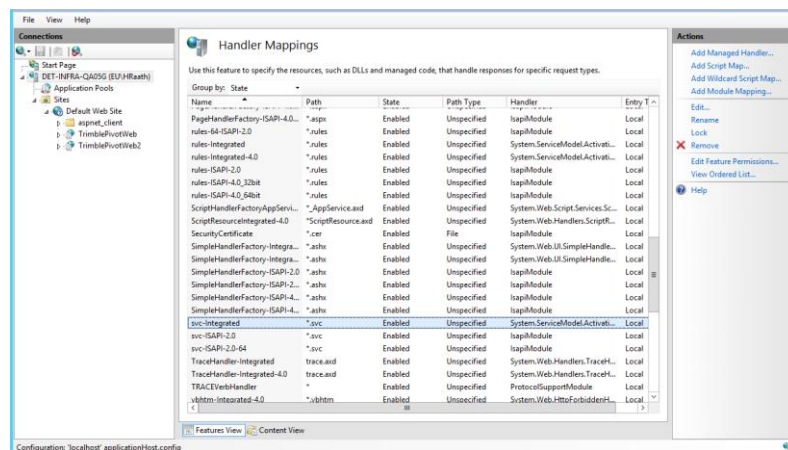 File View Help
Connections
Start Page
DET-INFRA-QA05G (EU\HRaath)
Application Pools
Sites
Default Web Site
aspnet_client
TrimblePivotWeb
TrimblePivotWeb2
Handler Mappings
Use this feature to specify the resources, such as DLLs and managed code, that handle responses for specific request types.
Group by: State
Name Path State Path Type Handler Entry T
PageHandlerFactory-ISAPI-4.0... *.aspx Enabled Unspecified IsapiModule Local
rules-64-ISAPI-2.0 *.rules Enabled Unspecified IsapiModule Local
rules-Integrated *.rules Enabled Unspecified System.ServiceModel.Activati... Local
rules-Integrated-4.0 *.rules Enabled Unspecified System.ServiceModel.Activati... Local
rules-ISAPI-2.0 *.rules Enabled Unspecified IsapiModule Local
rules-ISAPI-4.0_32bit *.rules Enabled Unspecified IsapiModule Local
rules-ISAPI-4.0_64bit *.rules Enabled Unspecified IsapiModule Local
ScriptHandlerFactoryAppServi... *_AppService.axd Enabled Unspecified System.Web.Script.Services.Sc... Local
ScriptResourceIntegrated-4.0 *ScriptResource.axd Enabled Unspecified System.Web.Handlers.ScriptR... Local
SecurityCertificate *.cer Enabled File IsapiModule Local
SimpleHandlerFactory-Integra... *.ashx Enabled Unspecified System.Web.UI.SimpleHandle... Local
SimpleHandlerFactory-Integra... *.ashx Enabled Unspecified System.Web.UI.SimpleHandle... Local
SimpleHandlerFactory-ISAPI-2.0 *.ashx Enabled Unspecified IsapiModule Local
SimpleHandlerFactory-ISAPI-2... *.ashx Enabled Unspecified IsapiModule Local
SimpleHandlerFactory-ISAPI-4... *.ashx Enabled Unspecified IsapiModule Local
SimpleHandlerFactory-ISAPI-4... *.ashx Enabled Unspecified IsapiModule Local
svc-Integrated *.svc Enabled Unspecified System.ServiceModel.Activati... Local
svc-ISAPI-2.0 *.svc Enabled Unspecified IsapiModule Local
svc-ISAPI-2.0-64 *.svc Enabled Unspecified IsapiModule Local
TraceHandler-Integrated trace.axd Enabled Unspecified System.Web.Handlers.TraceH... Local
TraceHandler-Integrated-4.0 trace.axd Enabled Unspecified System.Web.Handlers.TraceH... Local
TRACEVerbHandler * Enabled Unspecified ProtocolSupportModule Local
vbhtm-Integrated-4.0 *.vbhtm Enabled Unspecified System.Web.HttpForbiddenH... Local
Features View Content View
Actions
Add Managed Handler...
Add Script Map...
Add Wildcard Script Map...
Add Module Mapping...
Edit...
Rename
Lock
Remove
Edit Feature Permissions...
View Ordered List...
Help
Configuration: 'localhost' applicationHost.config